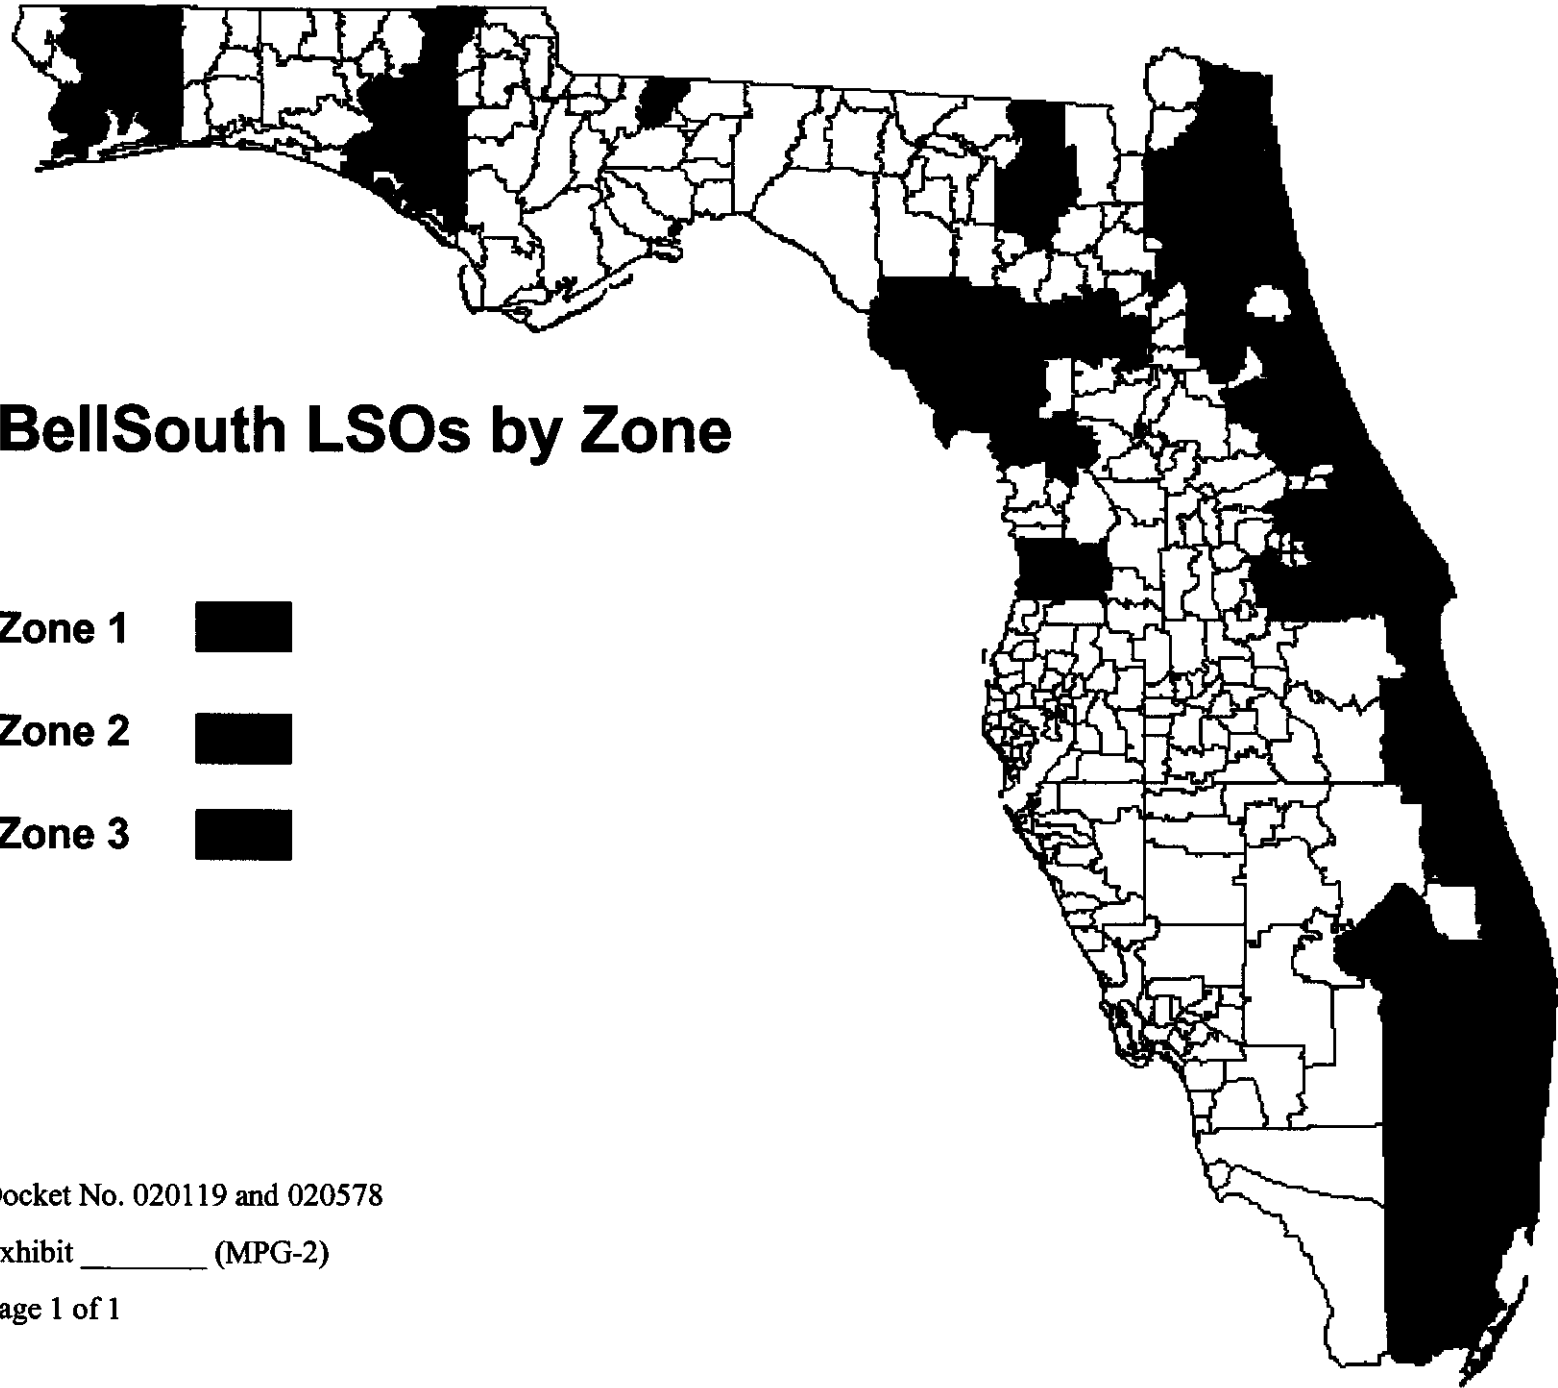 BellSouth LSOs by Zone
Zone 1
Zone 2
Zone 3
ocket No. 020119 and 020578
xhibit ________ (MPG-2)
age 1 of 1